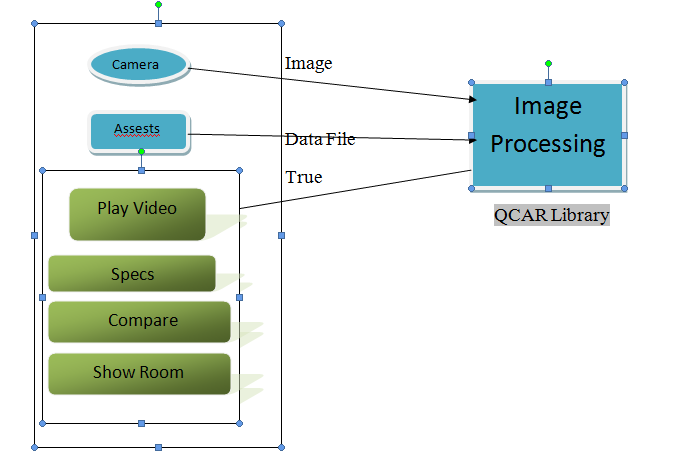 Camera
Image
Image
Processing
Assests
Data File
True
Play Video
QCAR Library
Specs
Compare
Show Room